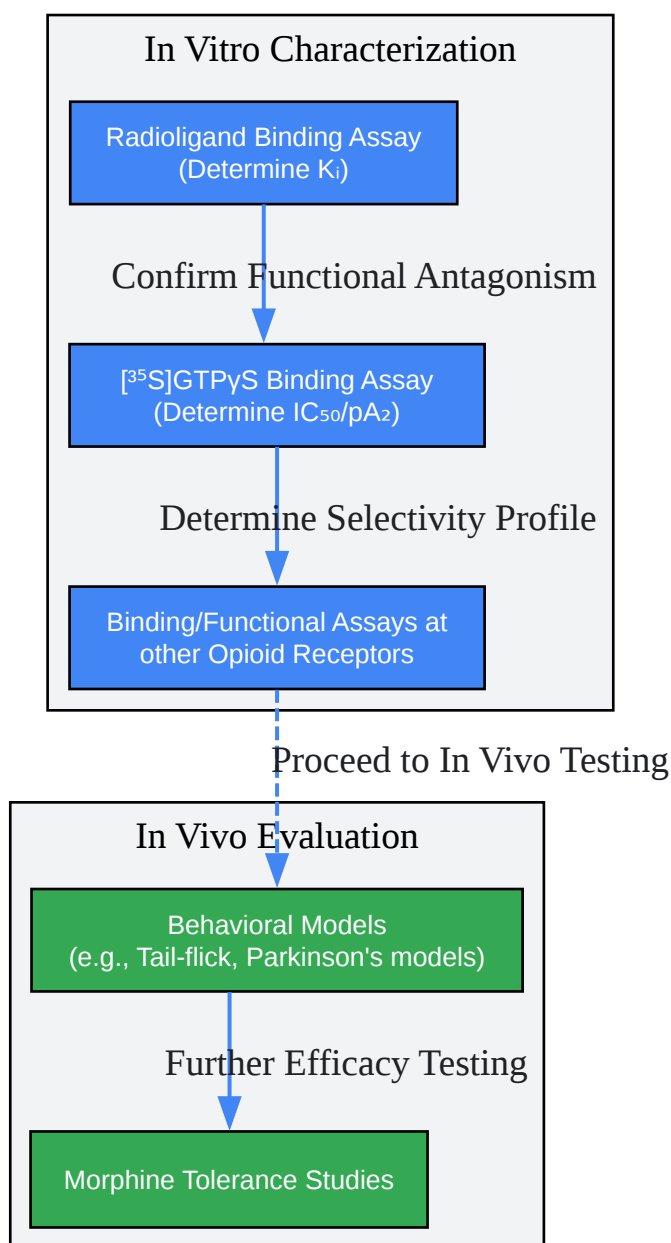 In Vitro Characterization
Radioligand Binding Assay
(Determine Kᵢ)
Confirm Functional Antagonism
[³⁵S]GTPγS Binding Assay
(Determine IC₅₀/pA₂)
Determine Selectivity Profile
Binding/Functional Assays at
other Opioid Receptors
Proceed to In Vivo Testing
In Vivo Evaluation
Behavioral Models
(e.g., Tail-flick, Parkinson's models)
Further Efficacy Testing
Morphine Tolerance Studies